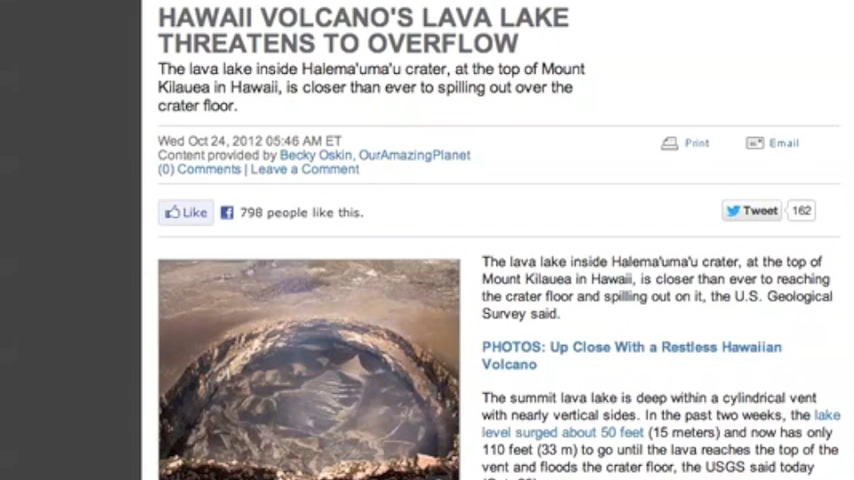 HAWAII VOLCANO'S LAVA LAKE
THREATENS TO OVERFLOW
The lava lake inside Halema'uma'u crater, at the top of Mount
Kilauea in Hawaii, is closer than ever to spilling out over the
crater floor.
Wed Oct 24, 2012 05:46 AM ET
Content provided by Becky Oskin, OurAmazingPlanet
(0) Comments | Leave a Comment
Print Email
Like 798 people like this.
Tweet 162
The lava lake inside Halema'uma'u crater, at the top of
Mount Kilauea in Hawaii, is closer than ever to reaching
the crater floor and spilling out on it, the U.S. Geological
Survey said.
PHOTOS: Up Close With a Restless Hawaiian
Volcano
The summit lava lake is deep within a cylindrical vent
with nearly vertical sides. In the past two weeks, the lake
level surged about 50 feet (15 meters) and now has only
110 feet (33 m) to go until the lava reaches the top of the
vent and floods the crater floor, the USGS said today